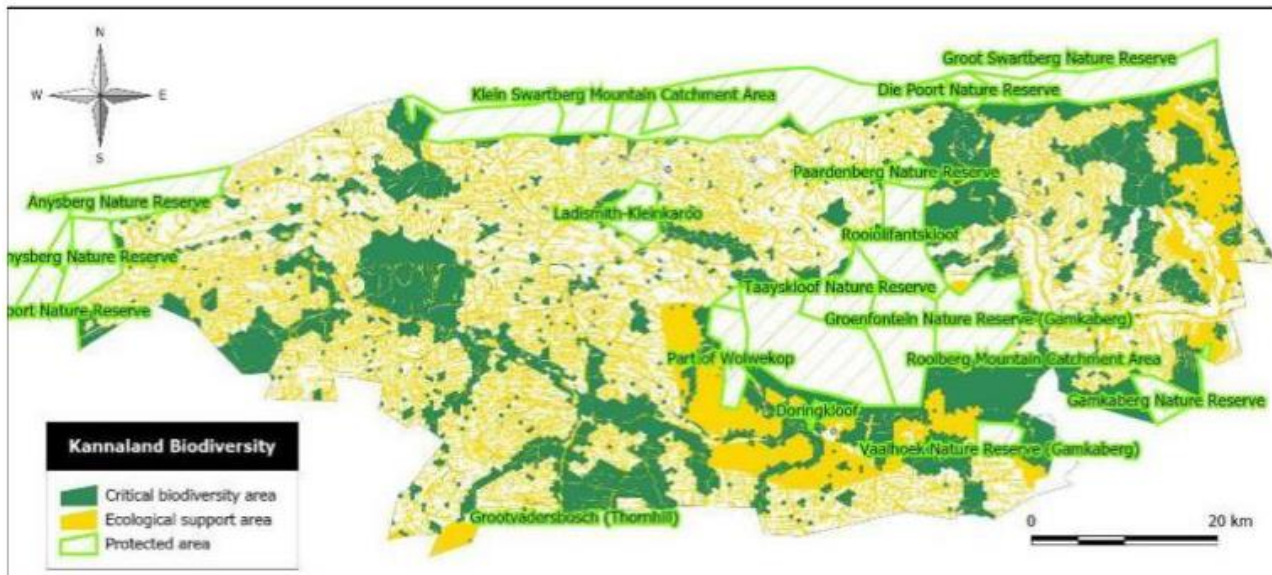 N
W E
S
Groot Swartberg Nature Reserve
Klein Swartberg Mountain Catchment Area
Die Poort Nature Reserve
Paardenberg Nature Reserve
Anysberg Nature Reserve
Ladismith-Kleinkaroo
Rooiolifantskloof
nysberg Nature Reserve
Taayskloof Nature Reserve
oort Nature Reserve
Groenfontein Nature Reserve (Gamkaberg)
Part of Wolwekop
Rooiberg Mountain Catchment Area
Gamkaberg Nature Reserve
Doringkloof
Vaalhoek Nature Reserve (Gamkaberg)
Grootvadersbosch (Thornhill)
Kannaland Biodiversity
Critical biodiversity area
Ecological support area
Protected area
0 20 km